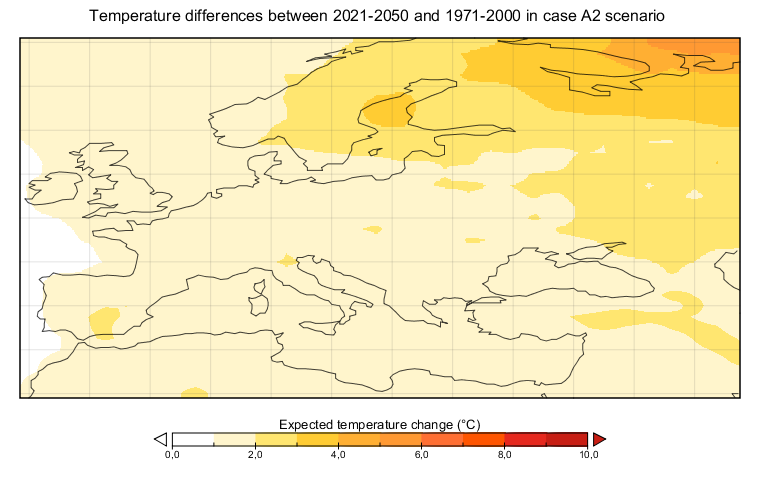 Temperature differences between 2021-2050 and 1971-2000 in case A2 scenario
Expected temperature change (°C)
0,0 2,0 4,0 6,0 8,0 10,0